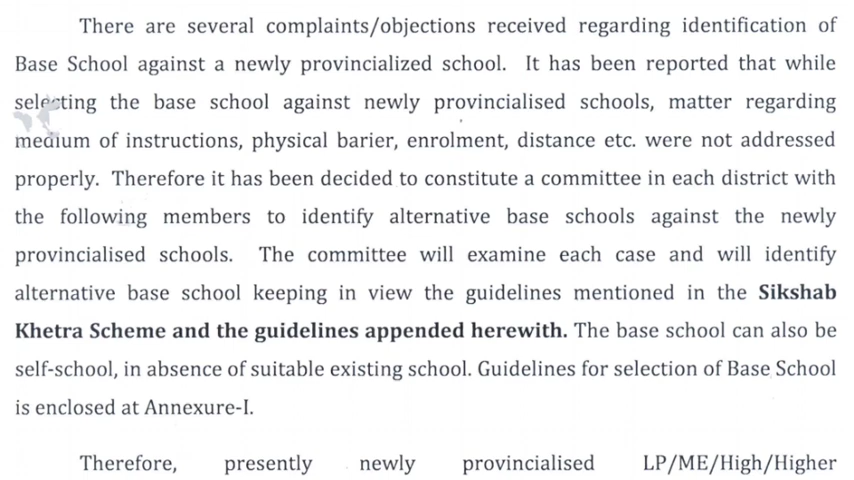 There are several complaints/objections received regarding identification of
Base School against a newly provincialized school. It has been reported that while
selecting the base school against newly provincialised schools, matter regarding
medium of instructions, physical barrier, enrolment, distance etc. were not addressed
properly. Therefore it has been decided to constitute a committee in each district with
the following members to identify alternative base schools against the newly
provincialised schools. The committee will examine each case and will identify
alternative base school keeping in view the guidelines mentioned in the Sikshab
Khetra Scheme and the guidelines appended herewith. The base school can also be
self-school, in absence of suitable existing school. Guidelines for selection of Base School
is enclosed at Annexure-I.
Therefore, presently newly provincialised LP/ME/High/Higher